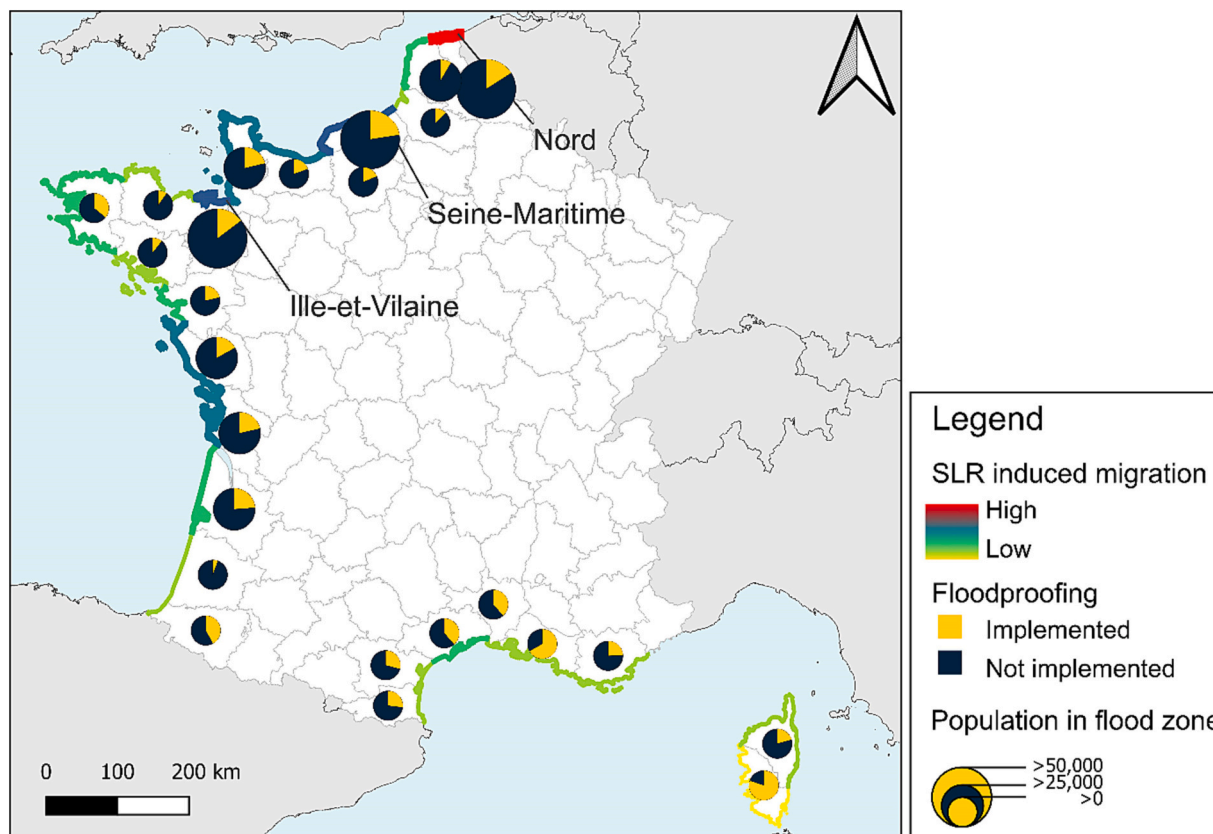 Nord
Seine-Maritime
Ille-et-Vilaine
0 100 200 km
Legend
SLR induced migration
High
Low
Floodproofing
Implemented
Not implemented
Population in flood zone
>50,000
>25,000
>0